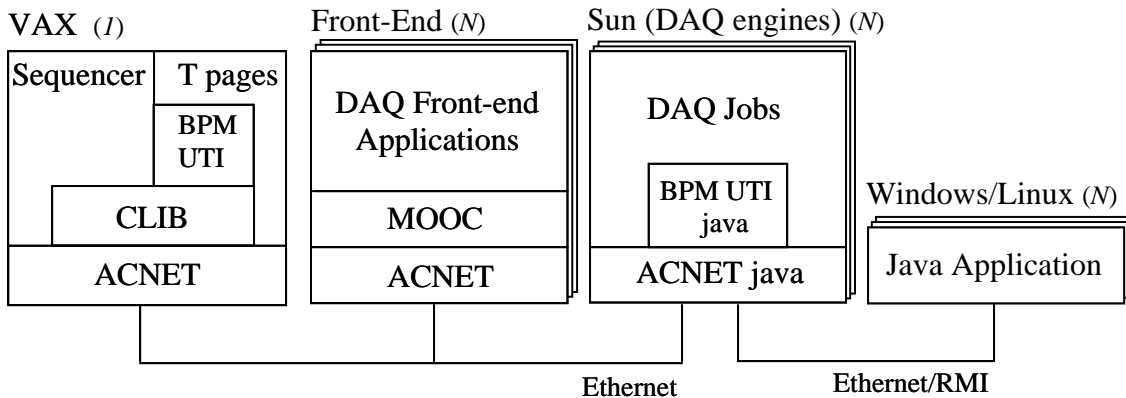 VAX (1)
Sequencer
T pages
BPM
UTI
CLIB
ACNET
Front-End (N)
DAQ Front-end
Applications
MOOC
ACNET
Sun (DAQ engines) (N)
DAQ Jobs
BPM UTI
java
ACNET java
Windows/Linux (N)
Java Application
Ethernet
Ethernet/RMI